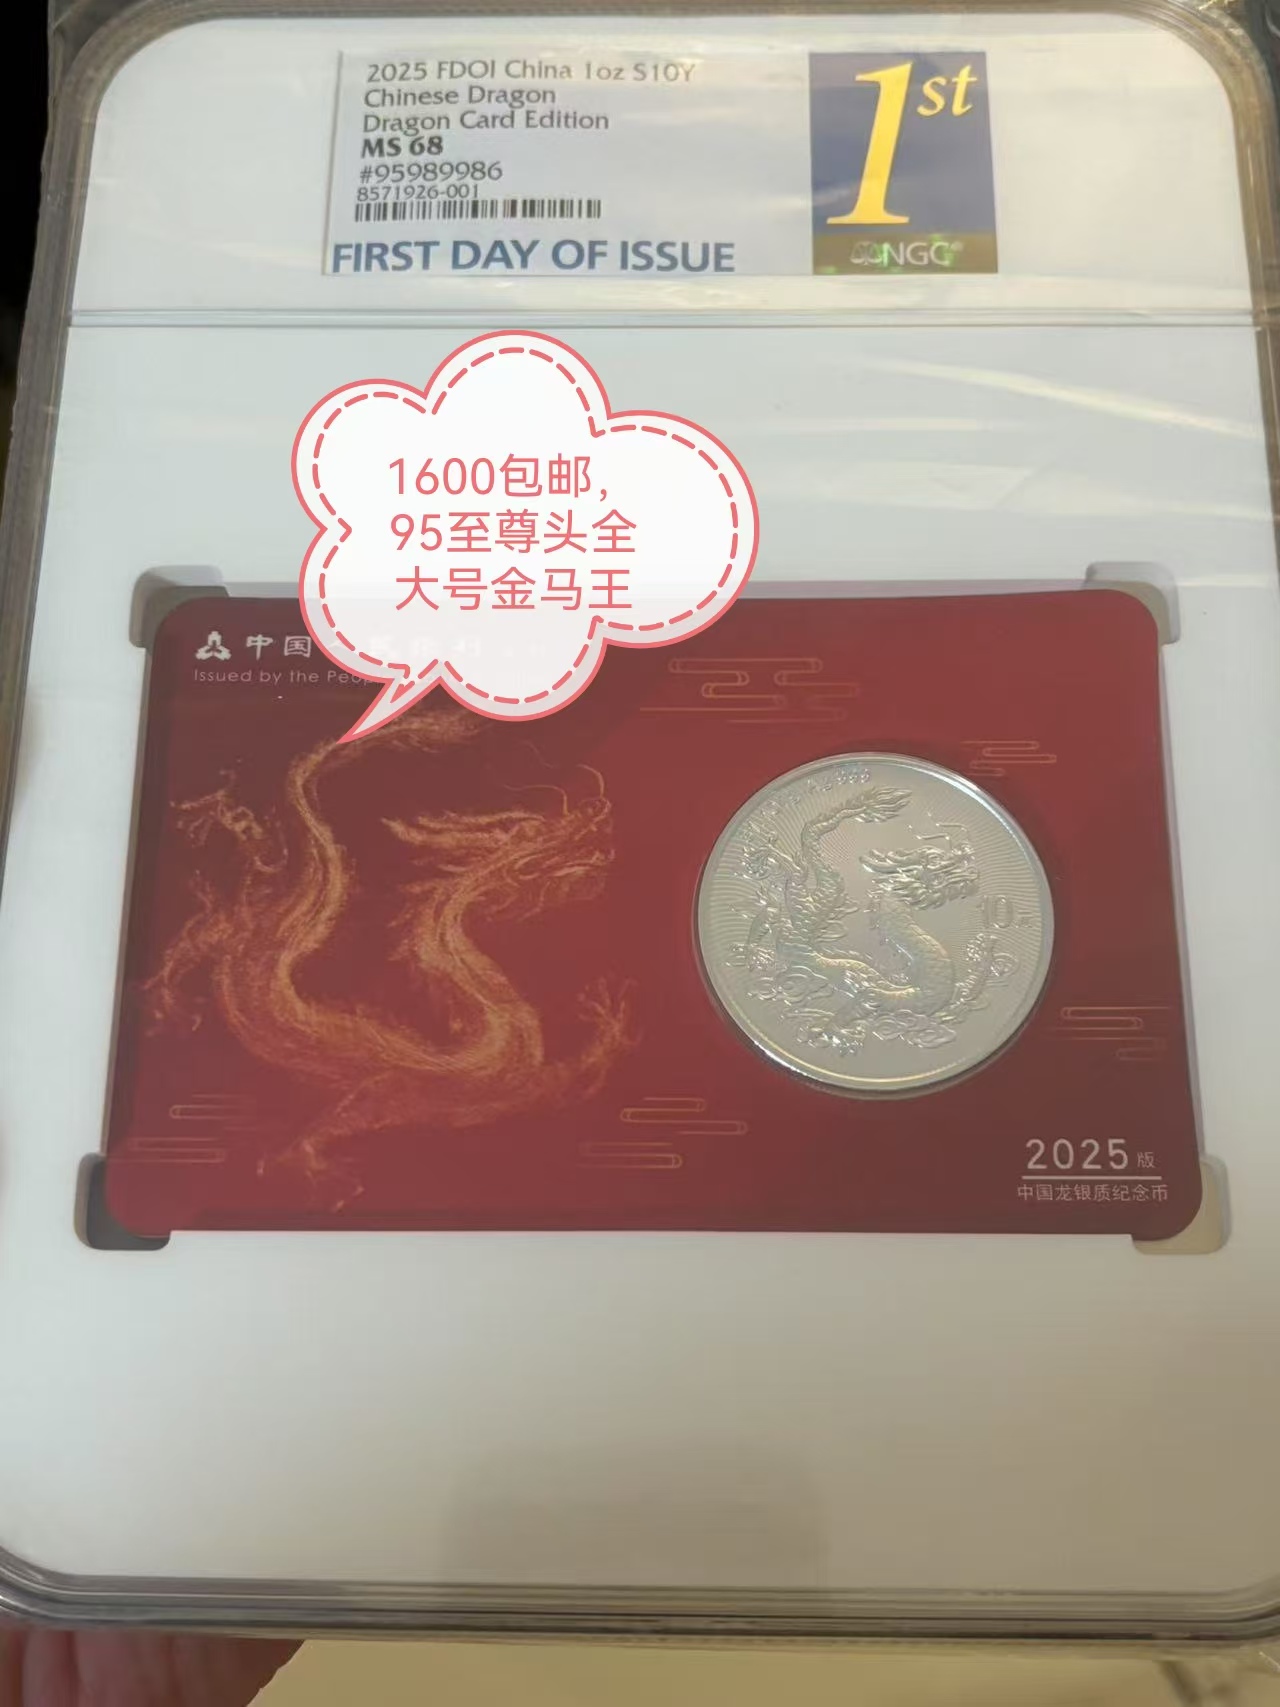 2025 FDOI China 1oz S10Y
Chinese Dragon
Dragon Card Edition
MS 68
#95989986
8571926-001
FIRST DAY OF ISSUE
1st
NGC
1600包邮,
95至尊头全
大号金马王
中国
Issued by the Peop
10
2025版
中国龙银质纪念币